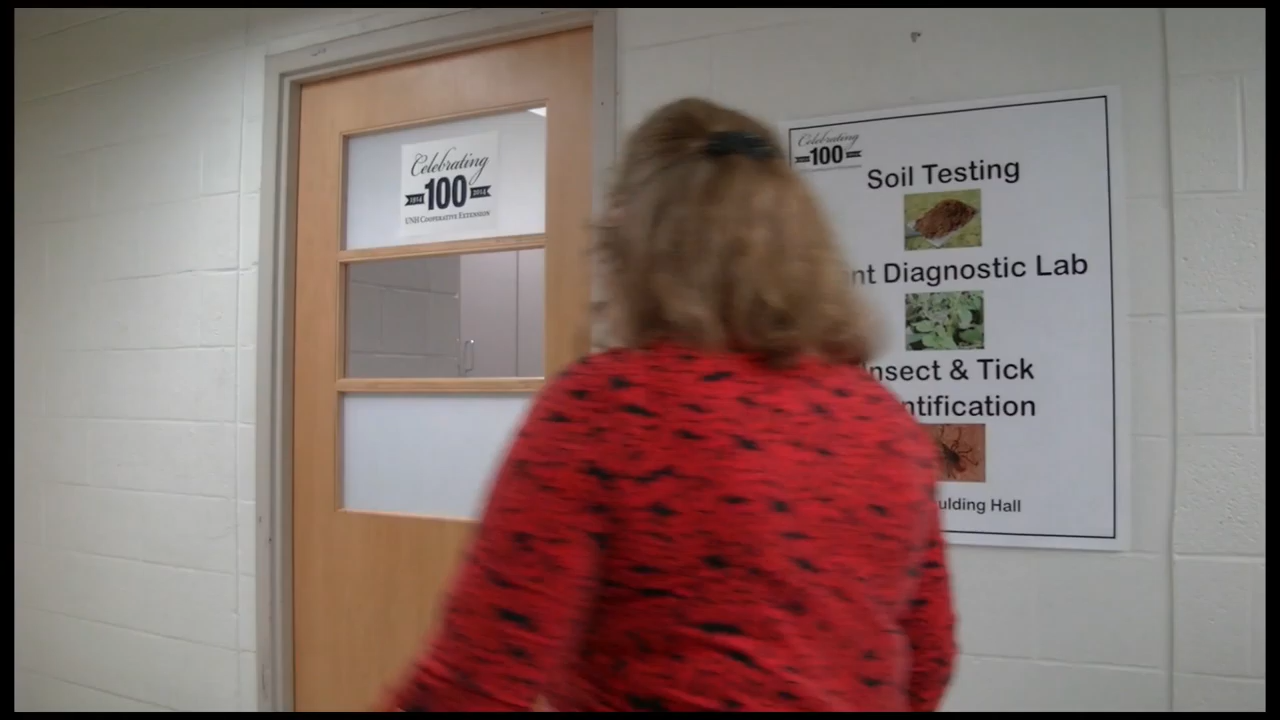 Celebrating
1914 100 2014
UNH COOPERATIVE EXTENSION
Celebrating
100
Soil Testing
nt Diagnostic Lab
nsect & Tick
ntification
ulding Hall